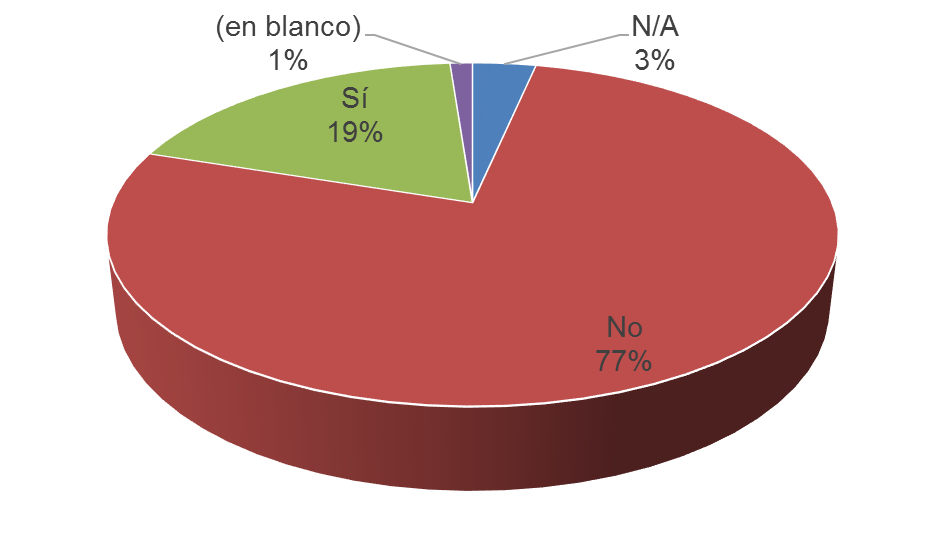 (en blanco)
1%
N/A
3%
Sí
19%
No
77%